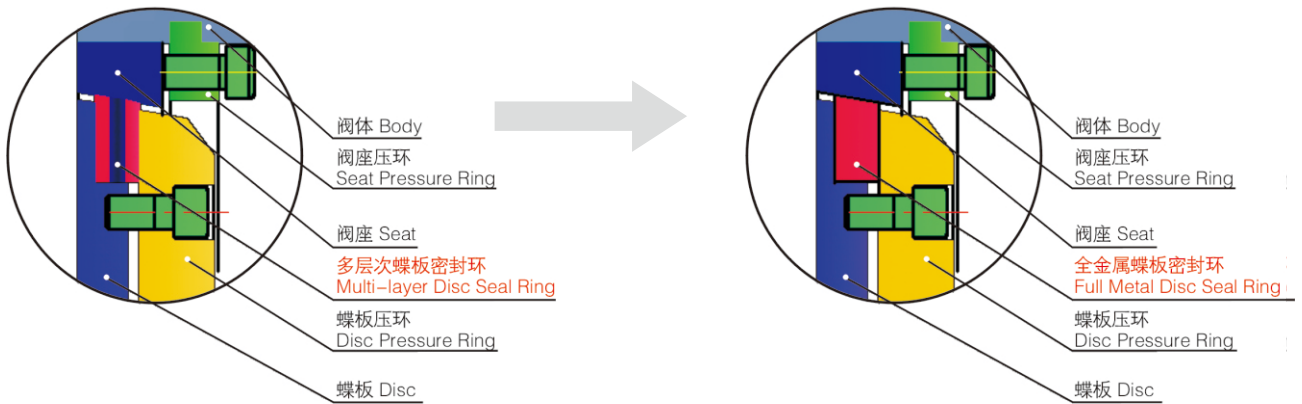 阀体 Body
阀座压环
Seat Pressure Ring
阀座 Seat
多层次蝶板密封环
Multi-layer Disc Seal Ring
蝶板压环
Disc Pressure Ring
蝶板 Disc
阀体 Body
阀座压环
Seat Pressure Ring
阀座 Seat
全金属蝶板密封环
Full Metal Disc Seal Ring
蝶板压环
Disc Pressure Ring
蝶板 Disc